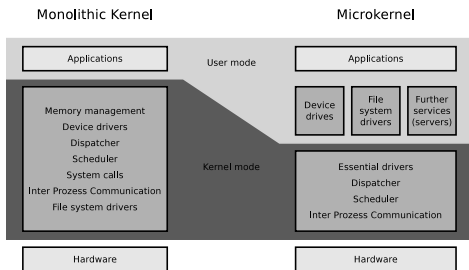 Monolithic Kernel
Microkernel
Applications
User mode
Applications
Device
drives
File
system
drivers
Further
services
(servers)
Memory management
Device drivers
Dispatcher
Scheduler
System calls
Inter Prozess Communication
File system drivers
Kernel mode
Essential drivers
Dispatcher
Scheduler
Inter Prozess Communication
Hardware
Hardware